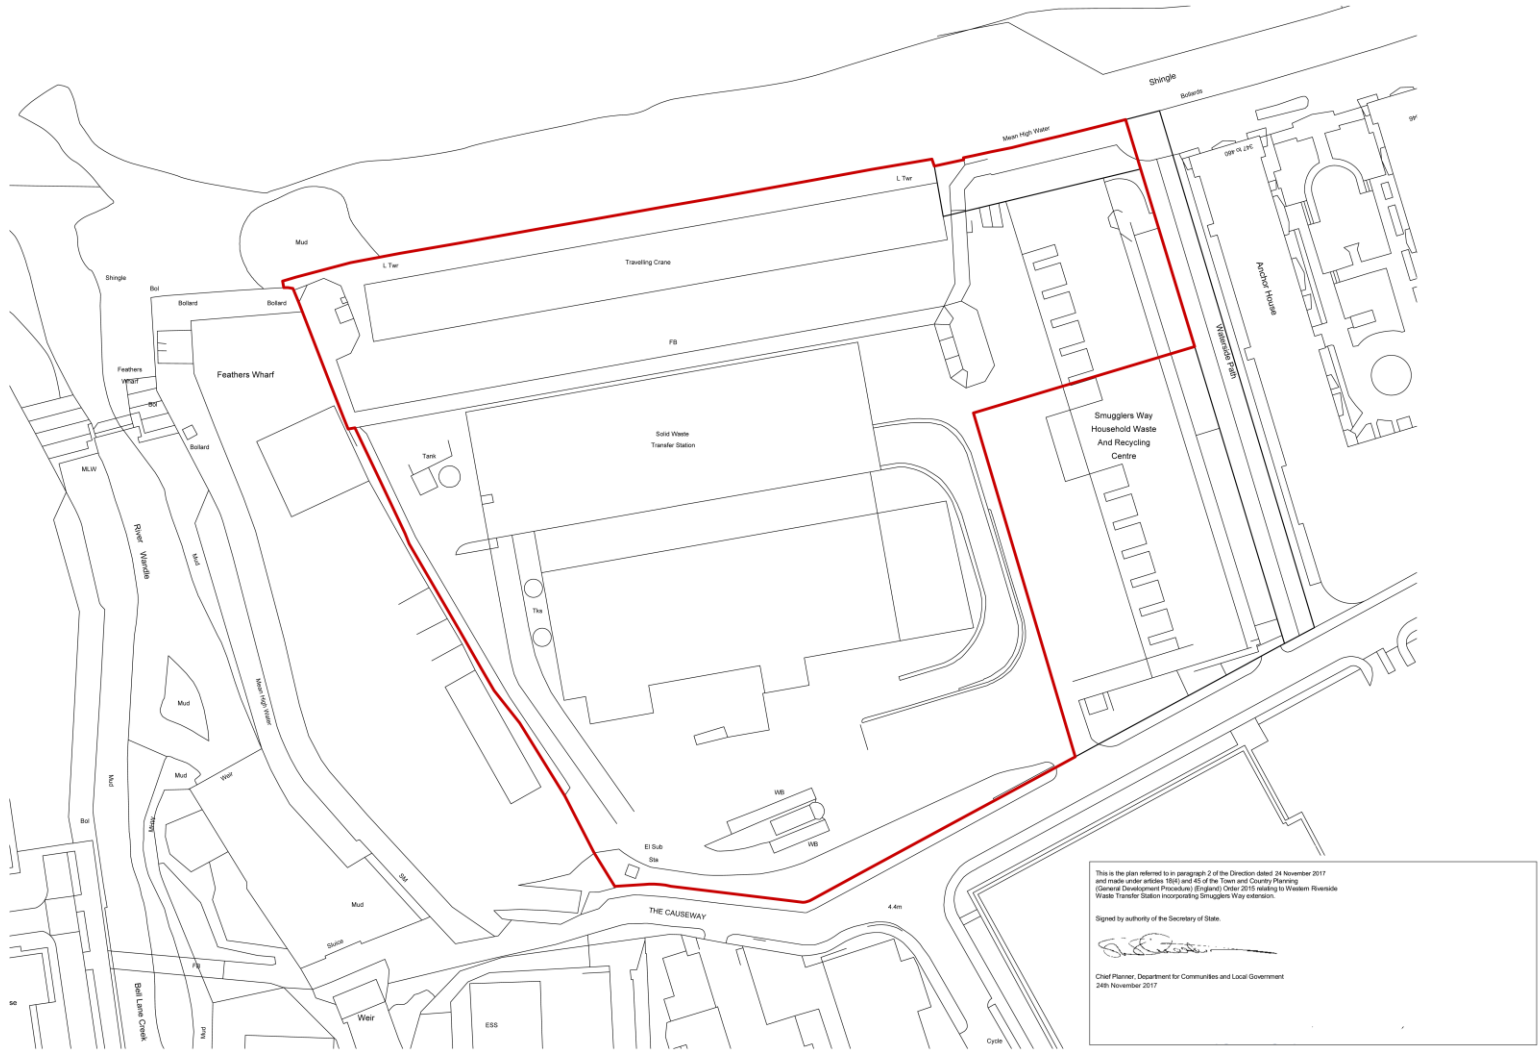 Shingle
Bollards
Mean High Water
347 to 460
L Twr
Mud
L Twr
Travelling Crane
Shingle
Bol
Bollard
Bollard
Anchor House
Waterside Path
FB
Feathers
Wharf
Feathers Wharf
Bol
Bollard
Smugglers Way
Household Waste
And Recycling
Centre
Solid Waste
Transfer Station
Tank
MLW
River Wandle
Mud
Tks
Mean High Water
Mud
Mud
Mud
Weir
Bol
WB
WB
El Sub
Sta
SM
Mud
4.4m
THE CAUSEWAY
Sluice
FB
Bell Lane Creek
Mud
se
Weir
ESS
Cycle
This is the plan referred to in paragraph 2 of the Direction dated 24 November 2017
and made under articles 18(4) and 45 of the Town and Country Planning
(General Development Procedure) (England) Order 2015 relating to Western Riverside
Waste Transfer Station incorporating Smugglers Way extension.
Signed by authority of the Secretary of State.
Chief Planner, Department for Communities and Local Government
24th November 2017